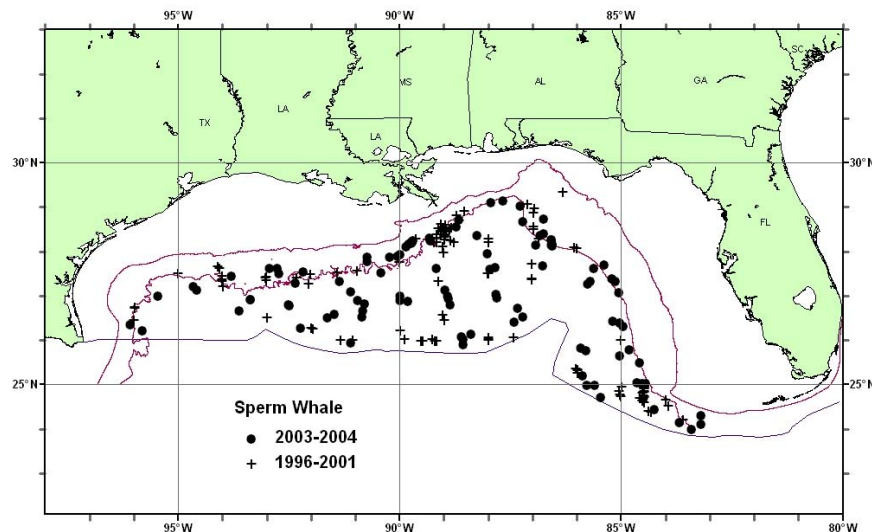 95°W 90°W 85°W
SC
MS AL GA
TX LA
LA
30°N 30°N
FL
25°N 25°N
Sperm Whale
2003-2004
1996-2001
95°W 90°W 85°W 80°W